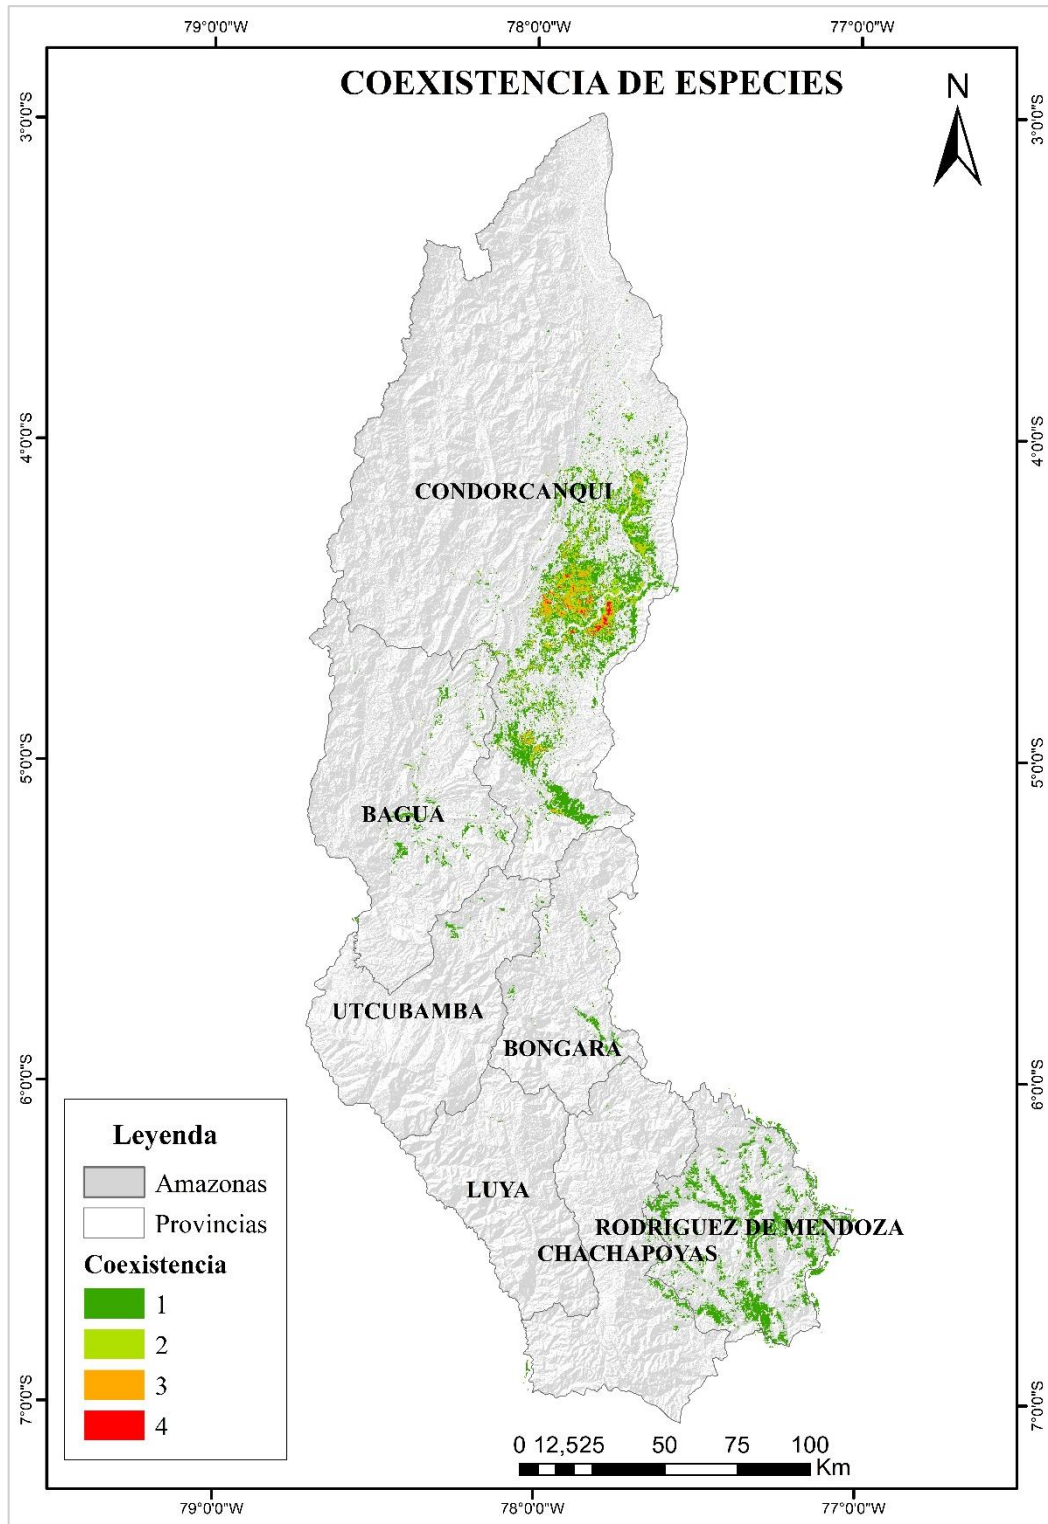 79°0'0"W 78°0'0"W 77°0'0"W
COEXISTENCIA DE ESPECIES
N
3°0'0"S 3°0'0"S
4°0'0"S 4°0'0"S
CONDORCANQUI
5°0'0"S 5°0'0"S
BAGUA
UTCUBAMBA
BONGARA
6°0'0"S 6°0'0"S
LUYA
RODRIGUEZ DE MENDOZA
CHACHAPOYAS
Leyenda
Amazonas
Provincias
Coexistencia
1
2
3
4
7°0'0"S 7°0'0"S
0 12,525 50 75 100
Km
79°0'0"W 78°0'0"W 77°0'0"W